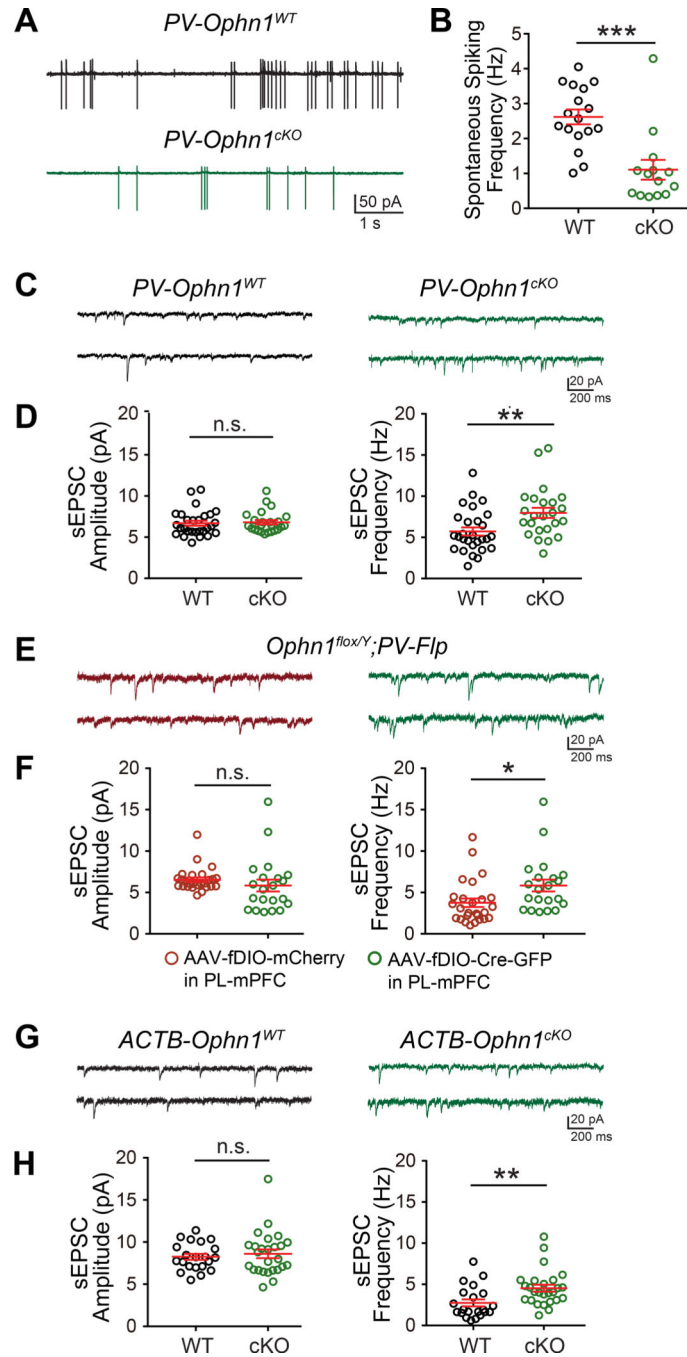 A
PV-Ophn1WT
PV-Ophn1cKO
50 pA
1 s
B
***
Spontaneous Spiking
Frequency (Hz)
5
4
3
2
1
0
WT cKO
C
PV-Ophn1WT PV-Ophn1cKO
20 pA
200 ms
D
sEPSC
Amplitude (pA)
20
15
10
5
0
n.s.
WT cKO
sEPSC
Frequency (Hz)
20
15
10
5
0
**
WT cKO
E
Ophn1flox/Y;PV-Flp
20 pA
200 ms
F
sEPSC
Amplitude (pA)
20
15
10
5
0
n.s.
sEPSC
Frequency (Hz)
20
15
10
5
0
*
AAV-fDIO-mCherry
in PL-mPFC
AAV-fDIO-Cre-GFP
in PL-mPFC
G
ACTB-Ophn1WT ACTB-Ophn1cKO
20 pA
200 ms
H
sEPSC
Amplitude (pA)
20
15
10
5
0
n.s.
WT cKO
sEPSC
Frequency (Hz)
20
15
10
5
0
**
WT cKO